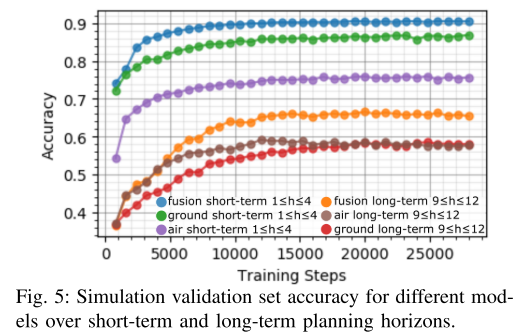 0.9
0.8
0.7
0.6
0.5
0.4
Accuracy
fusion short-term 1≤h≤4
ground short-term 1≤h≤4
air short-term 1≤h≤4
fusion long-term 9≤h≤12
air long-term 9≤h≤12
ground long-term 9≤h≤12
0 5000 10000 15000 20000 25000
Training Steps
Fig. 5: Simulation validation set accuracy for different mod-
els over short-term and long-term planning horizons.